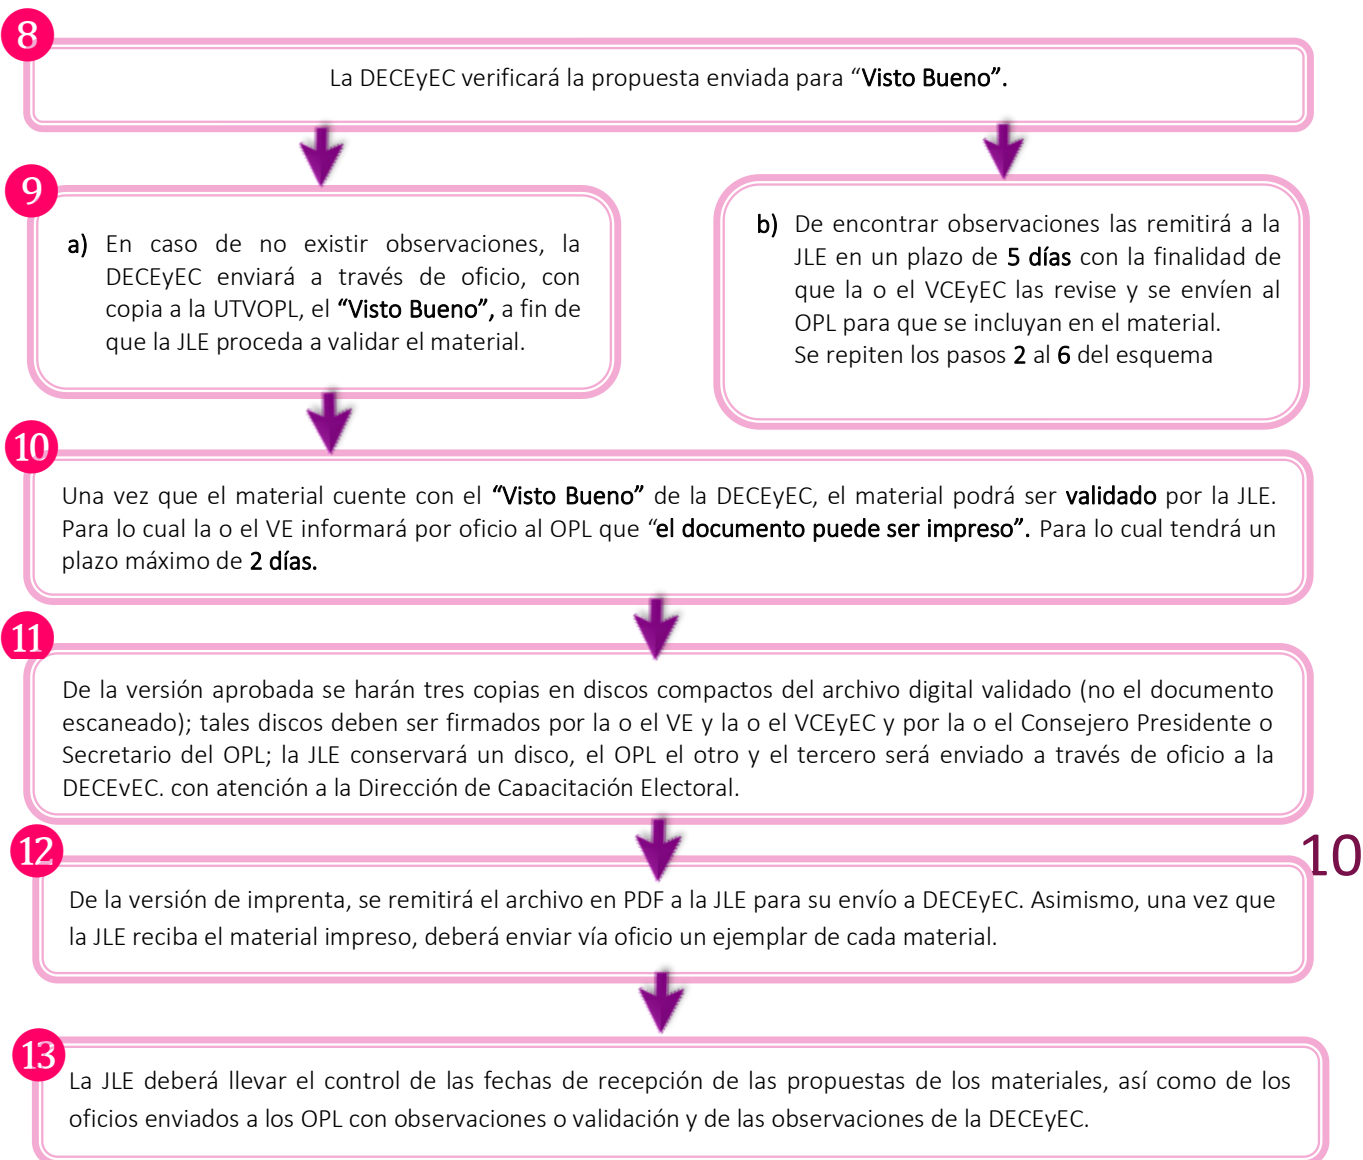 8
La DECEyEC verificará la propuesta enviada para “Visto Bueno”.
9
a) En caso de no existir observaciones, la
DECEyEC enviará a través de oficio, con
copia a la UTVOPL, el “Visto Bueno”, a fin de
que la JLE proceda a validar el material.
b) De encontrar observaciones las remitirá a la
JLE en un plazo de 5 días con la finalidad de
que la o el VCEyEC las revise y se envíen al
OPL para que se incluyan en el material.
Se repiten los pasos 2 al 6 del esquema
10
Una vez que el material cuente con el “Visto Bueno” de la DECEyEC, el material podrá ser validado por la JLE.
Para lo cual la o el VE informará por oficio al OPL que “el documento puede ser impreso”. Para lo cual tendrá un
plazo máximo de 2 días.
11
De la versión aprobada se harán tres copias en discos compactos del archivo digital validado (no el documento
escaneado); tales discos deben ser firmados por la o el VE y la o el VCEyEC y por la o el Consejero Presidente o
Secretario del OPL; la JLE conservará un disco, el OPL el otro y el tercero será enviado a través de oficio a la
DECEyEC, con atención a la Dirección de Capacitación Electoral.
12
10
De la versión de imprenta, se remitirá el archivo en PDF a la JLE para su envío a DECEyEC. Asimismo, una vez que
la JLE reciba el material impreso, deberá enviar vía oficio un ejemplar de cada material.
13
La JLE deberá llevar el control de las fechas de recepción de las propuestas de los materiales, así como de los
oficios enviados a los OPL con observaciones o validación y de las observaciones de la DECEyEC.